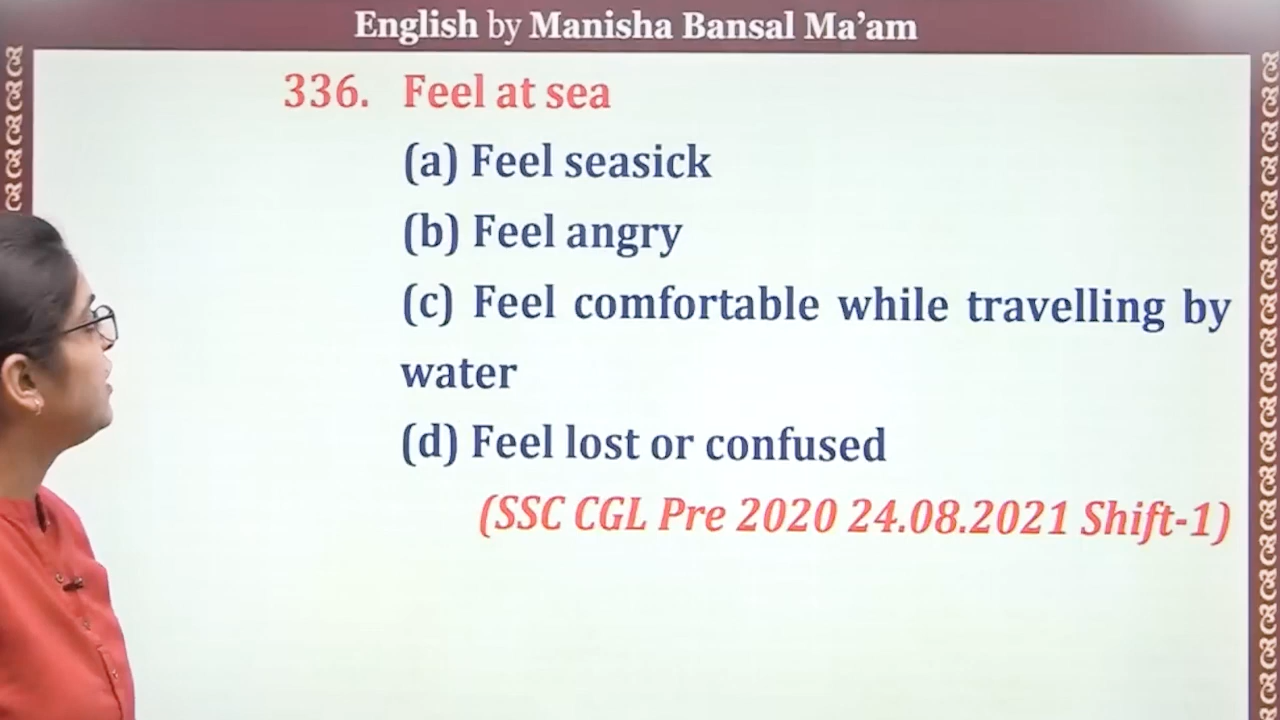 English by Manisha Bansal Ma'am
336. Feel at sea
(a) Feel seasick
(b) Feel angry
(c) Feel comfortable while travelling by
water
(d) Feel lost or confused
(SSC CGL Pre 2020 24.08.2021 Shift-1)